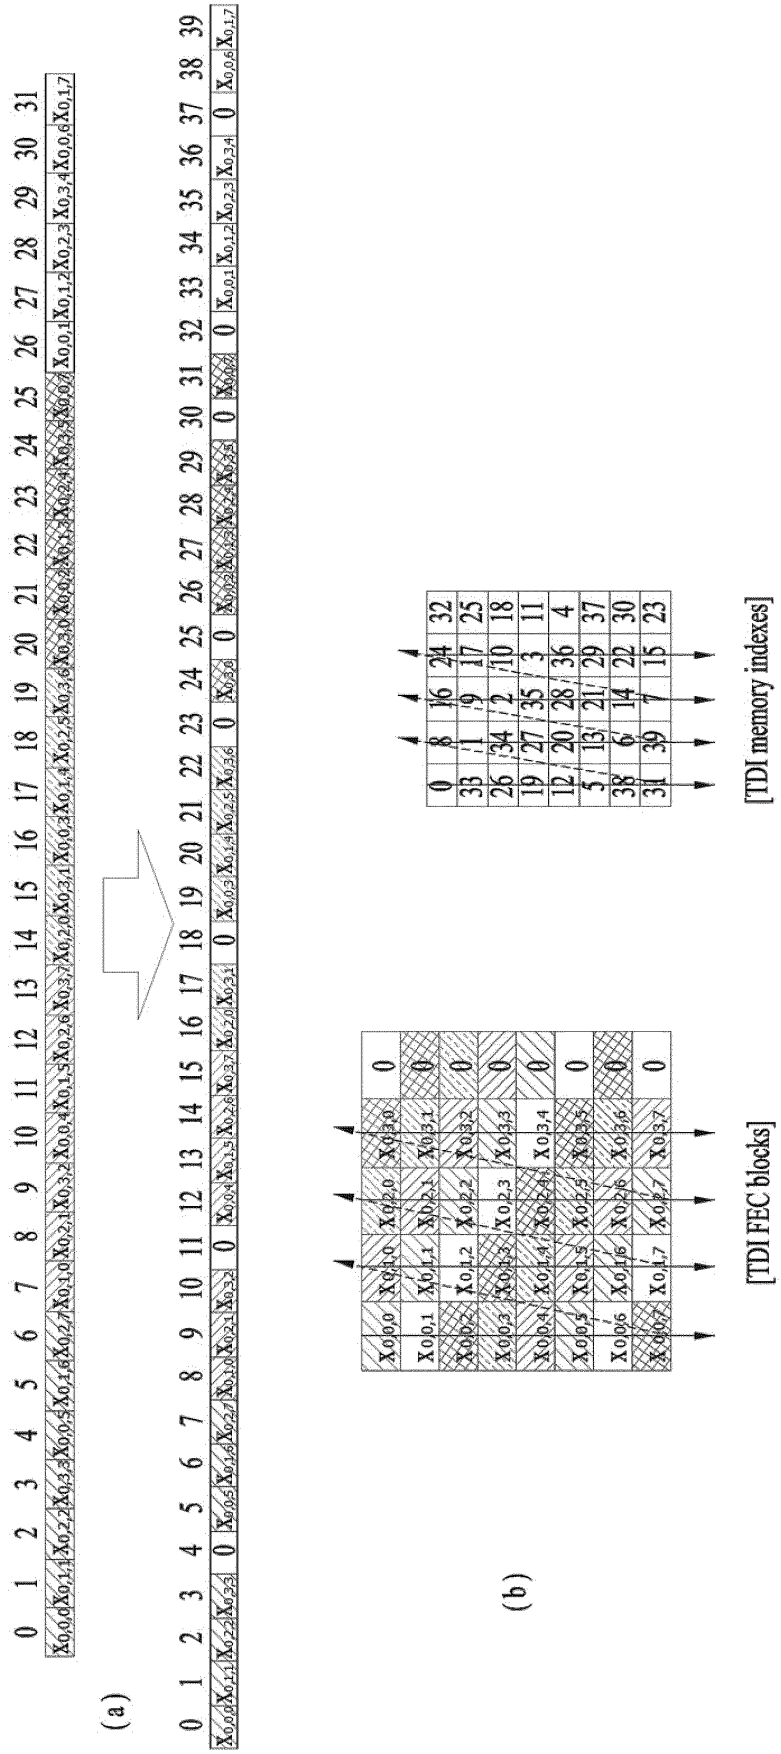 0 1 2 3 4 5 6 7 8 9 10 11 12 13 14 15 16 17 18 19 20 21 22 23 24 25 26 27 28 29 30 31
X0,0,0 X0,1,1 X0,2,2 X0,3,3 X0,0,5 X0,1,6 X0,2,7 X0,1,0 X0,2,1 X0,3,2 X0,0,4 X0,1,5 X0,2,6 X0,3,7 X0,2,0 X0,3,1 X0,0,3 X0,1,4 X0,2,5 X0,3,6 X0,3,0 X0,0,2 X0,1,3 X0,2,4 X0,3,5 X0,0,7 X0,0,1 X0,1,2 X0,2,3 X0,3,4 X0,0,6 X0,1,7
(a)
0 1 2 3 4 5 6 7 8 9 10 11 12 13 14 15 16 17 18 19 20 21 22 23 24 25 26 27 28 29 30 31 32 33 34 35 36 37 38 39
X0,0,0 X0,1,1 X0,2,2 X0,3,3 0 X0,0,5 X0,1,6 X0,2,7 X0,1,0 X0,2,1 X0,3,2 0 X0,0,4 X0,1,5 X0,2,6 X0,3,7 X0,2,0 X0,3,1 0 X0,0,3 X0,1,4 X0,2,5 X0,3,6 0 X0,3,0 0 X0,0,2 X0,1,3 X0,2,4 X0,3,5 0 X0,0,7 0 X0,0,1 X0,1,2 X0,2,3 X0,3,4 0 X0,0,6 X0,1,7
(b)
X0,0,0 X0,1,0 X0,2,0 X0,3,0 0
X0,0,1 X0,1,1 X0,2,1 X0,3,1 0
X0,0,2 X0,1,2 X0,2,2 X0,3,2 0
X0,0,3 X0,1,3 X0,2,3 X0,3,3 0
X0,0,4 X0,1,4 X0,2,4 X0,3,4 0
X0,0,5 X0,1,5 X0,2,5 X0,3,5 0
X0,0,6 X0,1,6 X0,2,6 X0,3,6 0
X0,0,7 X0,1,7 X0,2,7 X0,3,7 0
[TDI FEC blocks]
0 8 16 24 32
33 1 9 17 25
26 34 2 10 18
19 27 35 3 11
12 20 28 36 4
5 13 21 29 37
38 6 14 22 30
31 39 7 15 23
[TDI memory indexes]